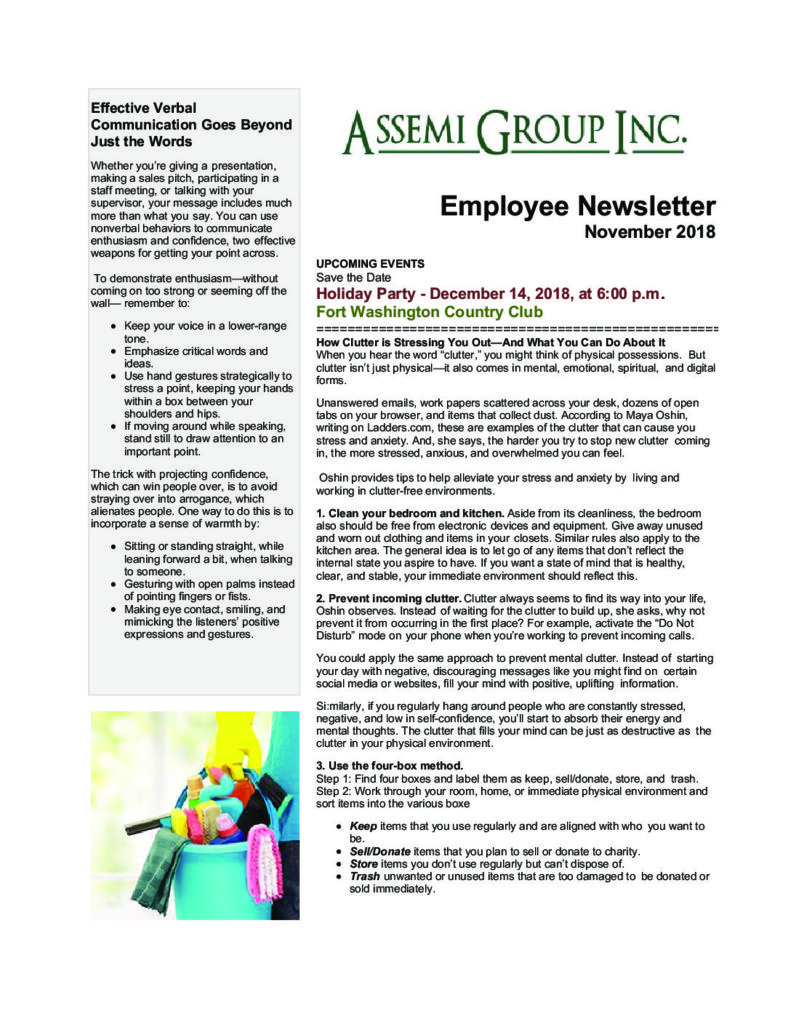 Effective Verbal
Communication Goes Beyond
Just the Words
Whether you're giving a presentation,
making a sales pitch, participating in a
staff meeting, or talking with your
supervisor, your message includes much
more than what you say. You can use
nonverbal behaviors to communicate
enthusiasm and confidence, two effective
weapons for getting your point across.
To demonstrate enthusiasm—without
coming on too strong or seeming off the
wall— remember to:
• Keep your voice in a lower-range
tone.
• Emphasize critical words and
ideas.
• Use hand gestures strategically to
stress a point, keeping your hands
within a box between your
shoulders and hips.
• If moving around while speaking,
stand still to draw attention to an
important point.
The trick with projecting confidence,
which can win people over, is to avoid
straying over into arrogance, which
alienates people. One way to do this is to
incorporate a sense of warmth by:
• Sitting or standing straight, while
leaning forward a bit, when talking
to someone.
• Gesturing with open palms instead
of pointing fingers or fists.
• Making eye contact, smiling, and
mimicking the listeners' positive
expressions and gestures.
ASSEMI GROUP INC.
Employee Newsletter
November 2018
UPCOMING EVENTS
Save the Date
Holiday Party - December 14, 2018, at 6:00 p.m.
Fort Washington Country Club
====================================================
How Clutter is Stressing You Out—And What You Can Do About It
When you hear the word "clutter," you might think of physical possessions. But
clutter isn't just physical—it also comes in mental, emotional, spiritual, and digital
forms.
Unanswered emails, work papers scattered across your desk, dozens of open
tabs on your browser, and items that collect dust. According to Maya Oshin,
writing on Ladders.com, these are examples of the clutter that can cause you
stress and anxiety. And, she says, the harder you try to stop new clutter coming
in, the more stressed, anxious, and overwhelmed you can feel.
Oshin provides tips to help alleviate your stress and anxiety by living and
working in clutter-free environments.
1. Clean your bedroom and kitchen. Aside from its cleanliness, the bedroom
also should be free from electronic devices and equipment. Give away unused
and worn out clothing and items in your closets. Similar rules also apply to the
kitchen area. The general idea is to let go of any items that don't reflect the
internal state you aspire to have. If you want a state of mind that is healthy,
clear, and stable, your immediate environment should reflect this.
2. Prevent incoming clutter. Clutter always seems to find its way into your life,
Oshin observes. Instead of waiting for the clutter to build up, she asks, why not
prevent it from occurring in the first place? For example, activate the "Do Not
Disturb" mode on your phone when you're working to prevent incoming calls.
You could apply the same approach to prevent mental clutter. Instead of starting
your day with negative, discouraging messages like you might find on certain
social media or websites, fill your mind with positive, uplifting information.
Si:milarly, if you regularly hang around people who are constantly stressed,
negative, and low in self-confidence, you'll start to absorb their energy and
mental thoughts. The clutter that fills your mind can be just as destructive as the
clutter in your physical environment.
3. Use the four-box method.
Step 1: Find four boxes and label them as keep, sell/donate, store, and trash.
Step 2: Work through your room, home, or immediate physical environment and
sort items into the various boxe
• Keep items that you use regularly and are aligned with who you want to
be.
• Sell/Donate items that you plan to sell or donate to charity.
• Store items you don't use regularly but can't dispose of.
• Trash unwanted or unused items that are too damaged to be donated or
sold immediately.